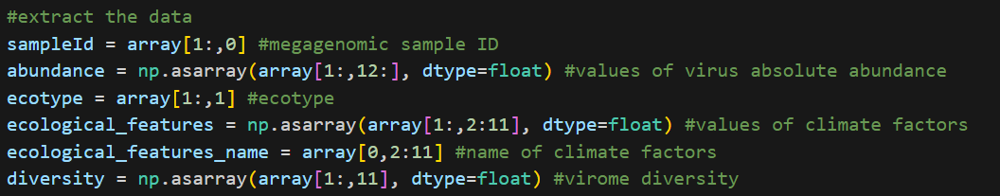 #extract the data
sampleId = array[1:,0] #megagenomic sample ID
abundance = np.asarray(array[1:,12:], dtype=float) #values of virus absolute abundance
ecotype = array[1:,1] #ecotype
ecological_features = np.asarray(array[1:,2:11], dtype=float) #values of climate factors
ecological_features_name = array[0,2:11] #name of climate factors
diversity = np.asarray(array[1:,11], dtype=float) #virome diversity